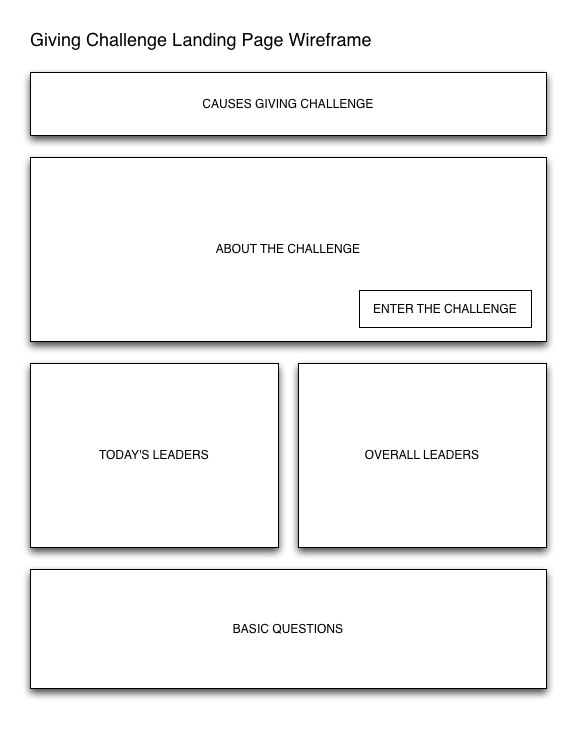 Giving Challenge Landing Page Wireframe
CAUSES GIVING CHALLENGE
ABOUT THE CHALLENGE
ENTER THE CHALLENGE
TODAY'S LEADERS
OVERALL LEADERS
BASIC QUESTIONS